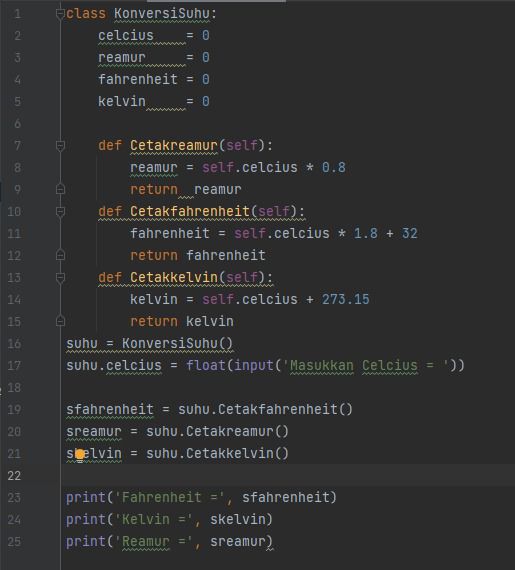 1 class KonversiSuhu:
2     celcius    = 0
3     reamur     = 0
4     fahrenheit = 0
5     kelvin     = 0
6
7     def Cetakreamur(self):
8         reamur = self.celcius * 0.8
9         return  reamur
10     def Cetakfahrenheit(self):
11         fahrenheit = self.celcius * 1.8 + 32
12         return fahrenheit
13     def Cetakkelvin(self):
14         kelvin = self.celcius + 273.15
15         return kelvin
16 suhu = KonversiSuhu()
17 suhu.celcius = float(input('Masukkan Celcius = '))
18
19 sfahrenheit = suhu.Cetakfahrenheit()
20 sreamur = suhu.Cetakreamur()
21 skelvin = suhu.Cetakkelvin()
22
23 print('Fahrenheit =', sfahrenheit)
24 print('Kelvin =', skelvin)
25 print('Reamur =', sreamur)